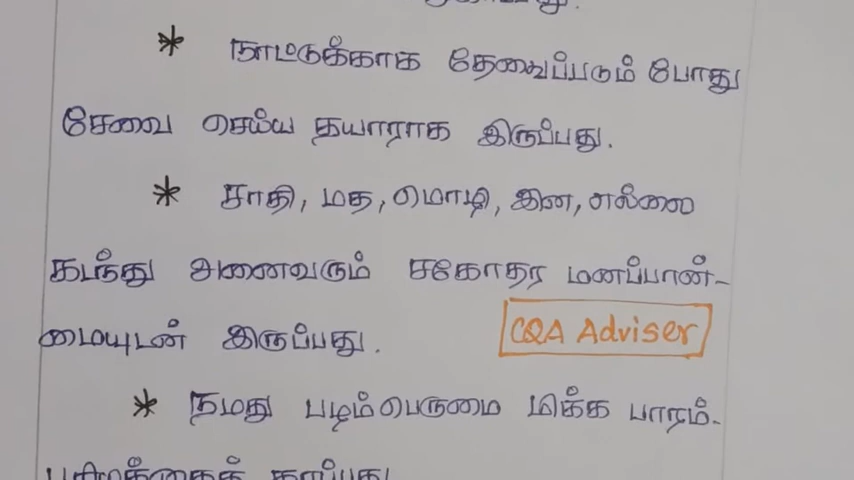 * நாட்டுக்காக தேவைப்படும் போது
சேவை செய்ய தயாராக இருப்பது.
* சாதி, மத, மொழி, இன, எல்லை
கடந்து அனைவரும் சகோதர மனப்பான்-
மையுடன் இருப்பது.
CQA Adviser
* நமது பழம்பெருமை மிக்க பாரம்-